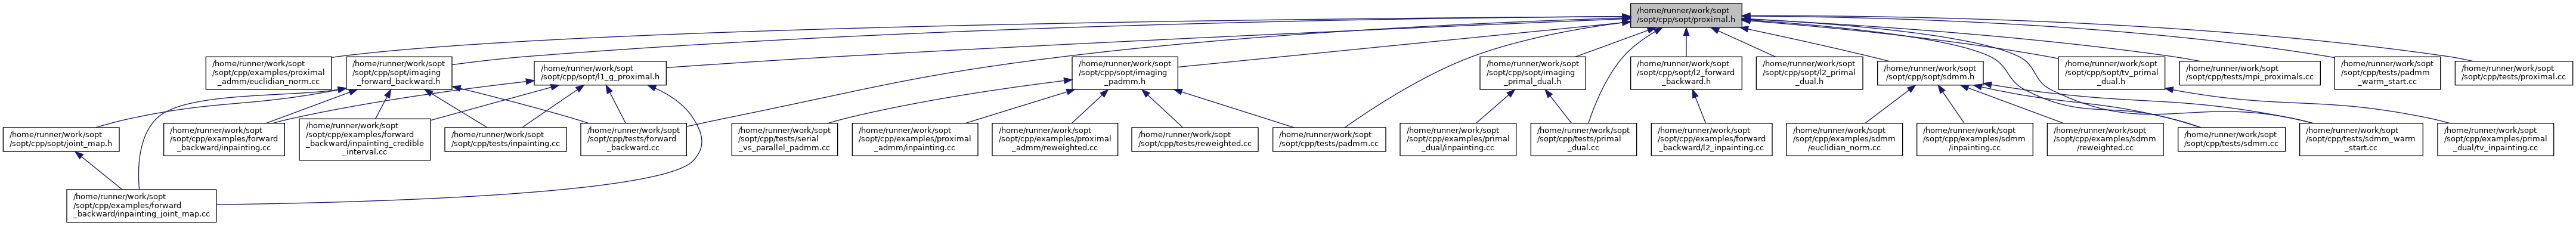 /home/runner/work/sopt
/sopt/cpp/sopt/proximal.h
/home/runner/work/sopt
/sopt/cpp/examples/proximal
_admm/euclidian_norm.cc
/home/runner/work/sopt
/sopt/cpp/sopt/imaging
_forward_backward.h
/home/runner/work/sopt
/sopt/cpp/sopt/l1_g_proximal.h
/home/runner/work/sopt
/sopt/cpp/sopt/imaging
_padmm.h
/home/runner/work/sopt
/sopt/cpp/sopt/imaging
_primal_dual.h
/home/runner/work/sopt
/sopt/cpp/sopt/l2_forward
_backward.h
/home/runner/work/sopt
/sopt/cpp/sopt/l2_primal
_dual.h
/home/runner/work/sopt
/sopt/cpp/sopt/sdmm.h
/home/runner/work/sopt
/sopt/cpp/sopt/tv_primal
_dual.h
/home/runner/work/sopt
/sopt/cpp/tests/mpi_proximals.cc
/home/runner/work/sopt
/sopt/cpp/tests/padmm
_warm_start.cc
/home/runner/work/sopt
/sopt/cpp/tests/proximal.cc
/home/runner/work/sopt
/sopt/cpp/sopt/joint_map.h
/home/runner/work/sopt
/sopt/cpp/examples/forward
_backward/inpainting.cc
/home/runner/work/sopt
/sopt/cpp/examples/forward
_backward/inpainting_credible
_interval.cc
/home/runner/work/sopt
/sopt/cpp/tests/inpainting.cc
/home/runner/work/sopt
/sopt/cpp/tests/forward
_backward.cc
/home/runner/work/sopt
/sopt/cpp/tests/serial
_vs_parallel_padmm.cc
/home/runner/work/sopt
/sopt/cpp/examples/proximal
_admm/inpainting.cc
/home/runner/work/sopt
/sopt/cpp/examples/proximal
_admm/reweighted.cc
/home/runner/work/sopt
/sopt/cpp/tests/reweighted.cc
/home/runner/work/sopt
/sopt/cpp/tests/padmm.cc
/home/runner/work/sopt
/sopt/cpp/examples/primal
_dual/inpainting.cc
/home/runner/work/sopt
/sopt/cpp/tests/primal
_dual.cc
/home/runner/work/sopt
/sopt/cpp/examples/forward
_backward/l2_inpainting.cc
/home/runner/work/sopt
/sopt/cpp/examples/sdmm
/euclidian_norm.cc
/home/runner/work/sopt
/sopt/cpp/examples/sdmm
/inpainting.cc
/home/runner/work/sopt
/sopt/cpp/examples/sdmm
/reweighted.cc
/home/runner/work/sopt
/sopt/cpp/tests/sdmm.cc
/home/runner/work/sopt
/sopt/cpp/tests/sdmm_warm
_start.cc
/home/runner/work/sopt
/sopt/cpp/examples/primal
_dual/tv_inpainting.cc
/home/runner/work/sopt
/sopt/cpp/examples/forward
_backward/inpainting_joint_map.cc